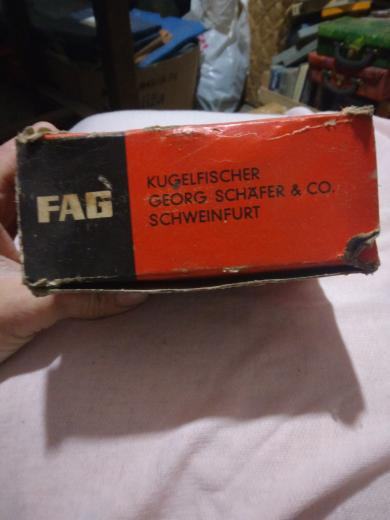 FAG
KUGELFISCHER
GEORG SCHÄFER & CO.
SCHWEINFURT